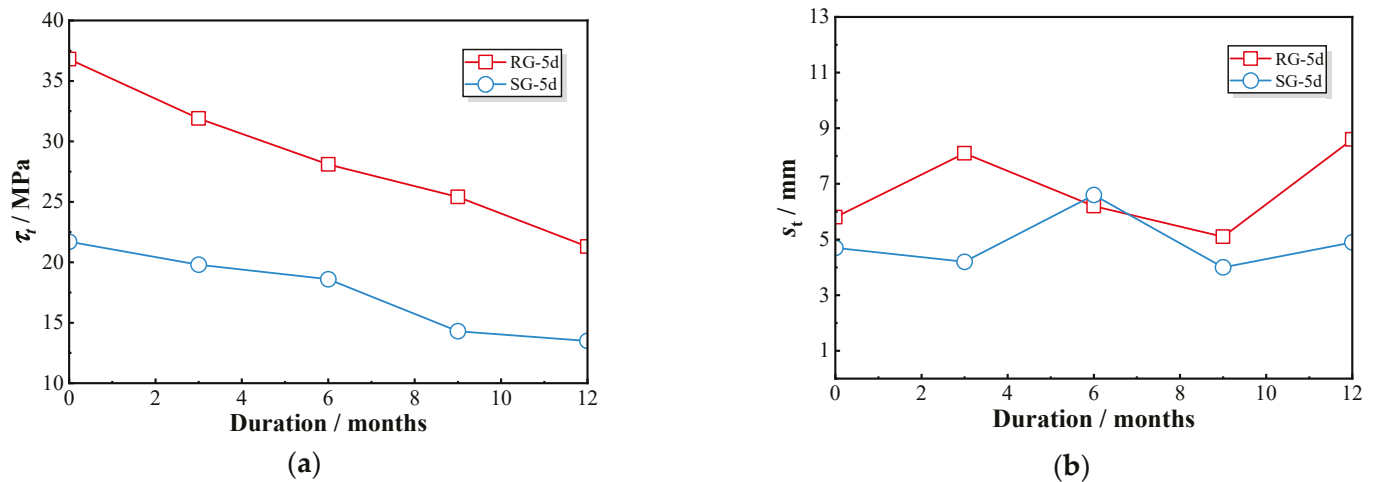 40
35
30
25
20
15
10
τt / MPa
RG-5d
SG-5d
0 2 4 6 8 10 12
Duration / months
(a)
13
11
9
7
5
3
1
st / mm
RG-5d
SG-5d
0 2 4 6 8 10 12
Duration / months
(b)